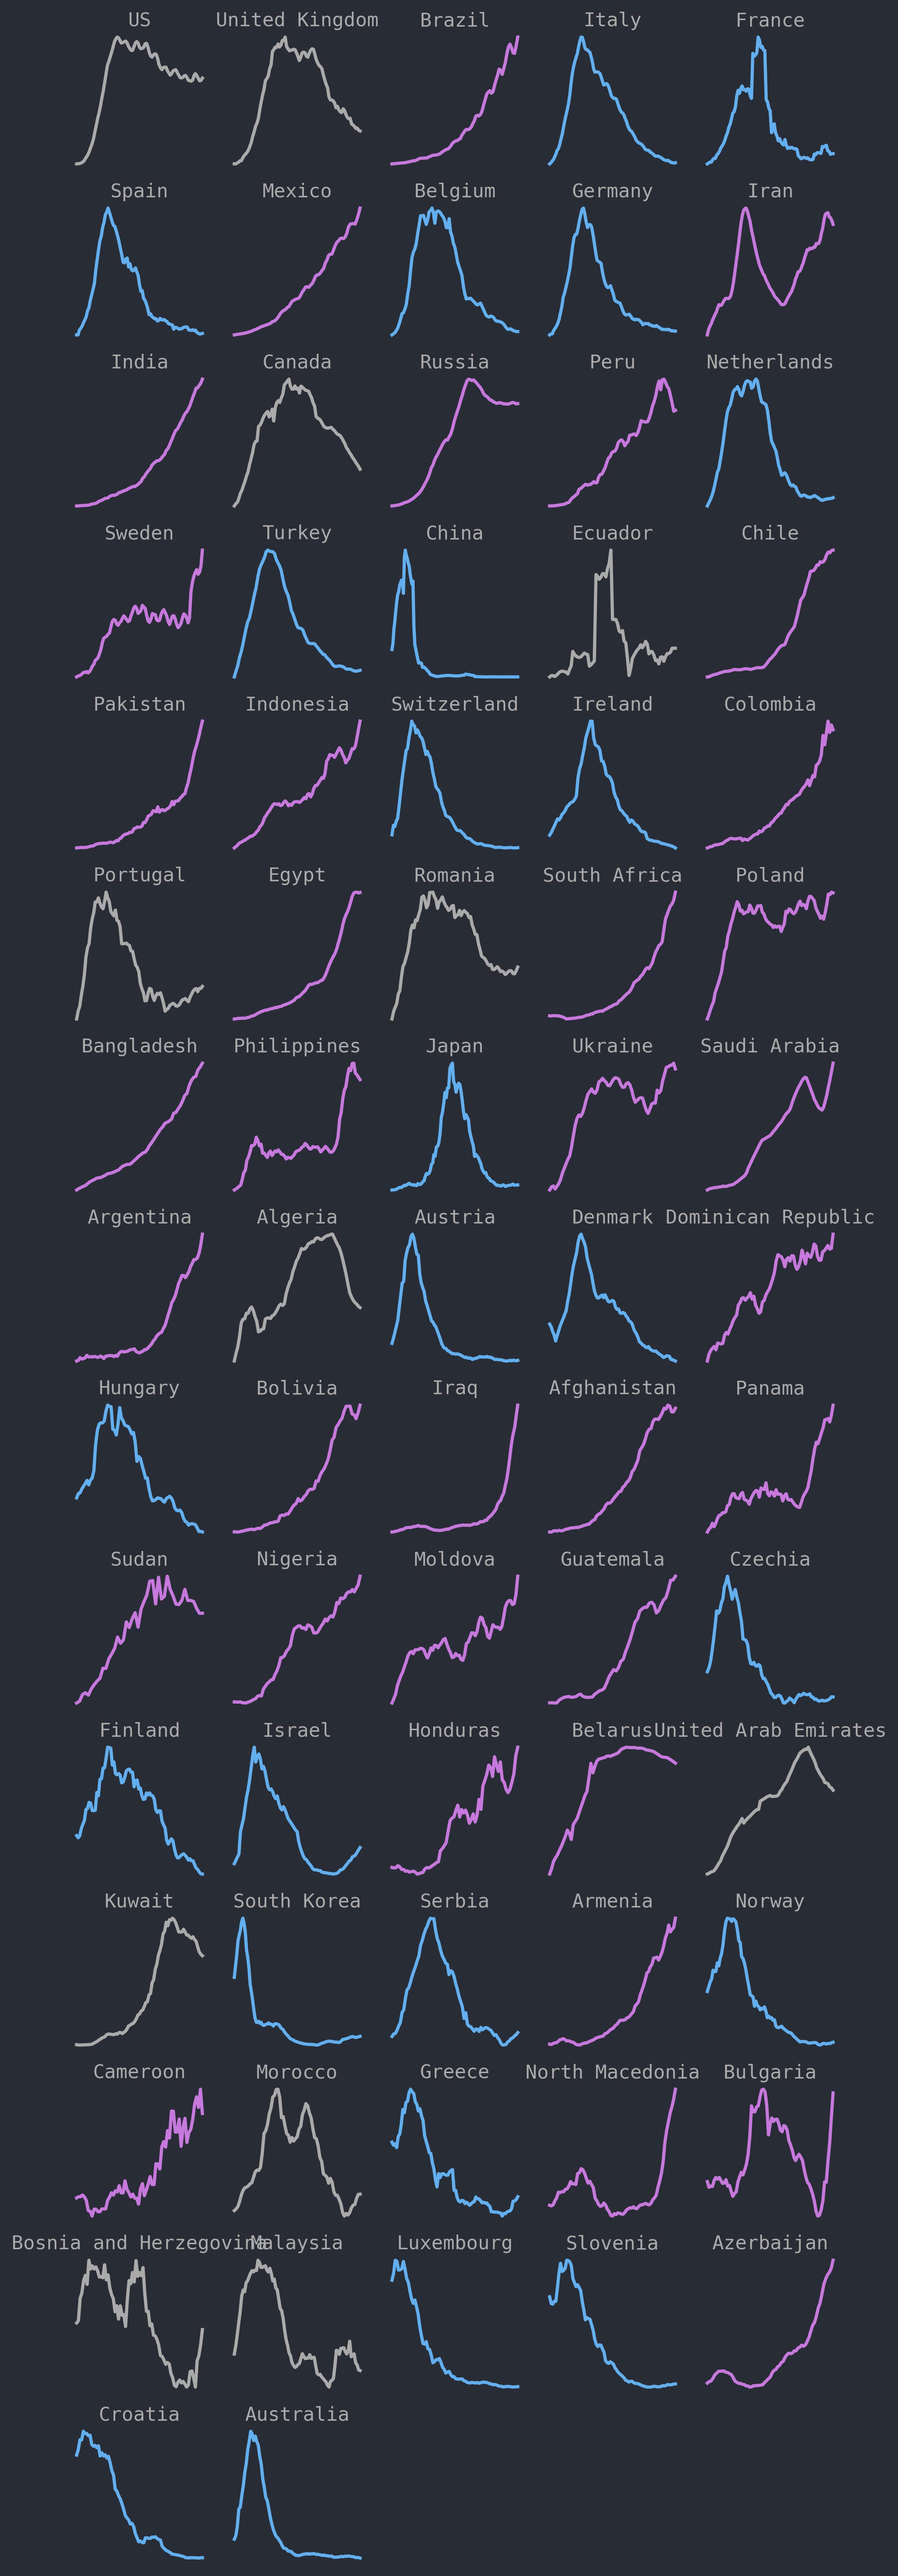 US United Kingdom Brazil Italy France
Spain Mexico Belgium Germany Iran
India Canada Russia Peru Netherlands
Sweden Turkey China Ecuador Chile
Pakistan Indonesia Switzerland Ireland Colombia
Portugal Egypt Romania South Africa Poland
Bangladesh Philippines Japan Ukraine Saudi Arabia
Argentina Algeria Austria Denmark Dominican Republic
Hungary Bolivia Iraq Afghanistan Panama
Sudan Nigeria Moldova Guatemala Czechia
Finland Israel Honduras Belarus United Arab Emirates
Kuwait South Korea Serbia Armenia Norway
Cameroon Morocco Greece North Macedonia Bulgaria
Bosnia and Herzegovina Malaysia Luxembourg Slovenia Azerbaijan
Croatia Australia